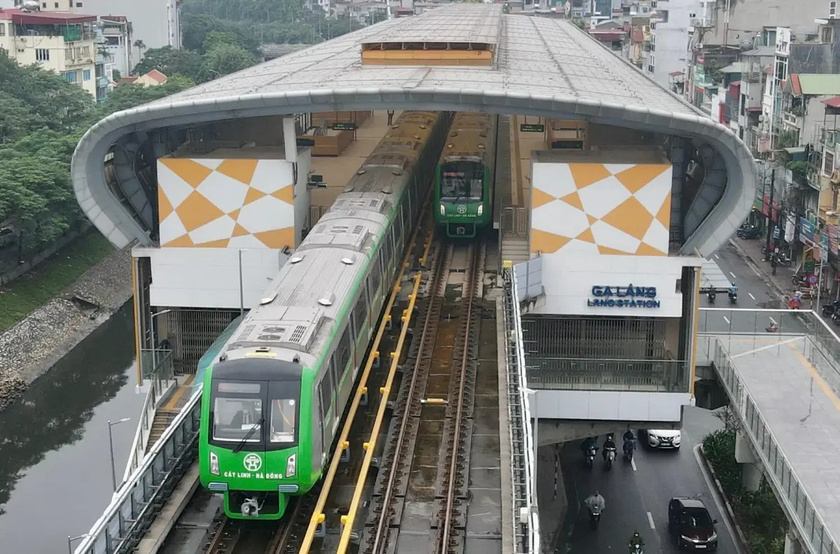 GA LÁNG
LANG STATION
CÁT LINH - HÀ ĐÔNG